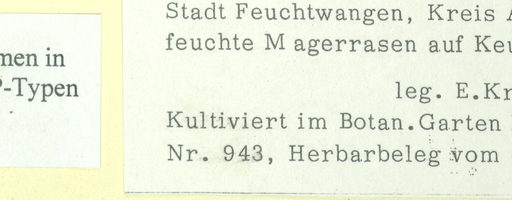 men in
-Typen
Stadt Feuchtwangen, Kreis
feuchte M agerrasen auf Keu
leg. E.Kr
Kultiviert im Botan.Garten
Nr. 943, Herbarbeleg vom